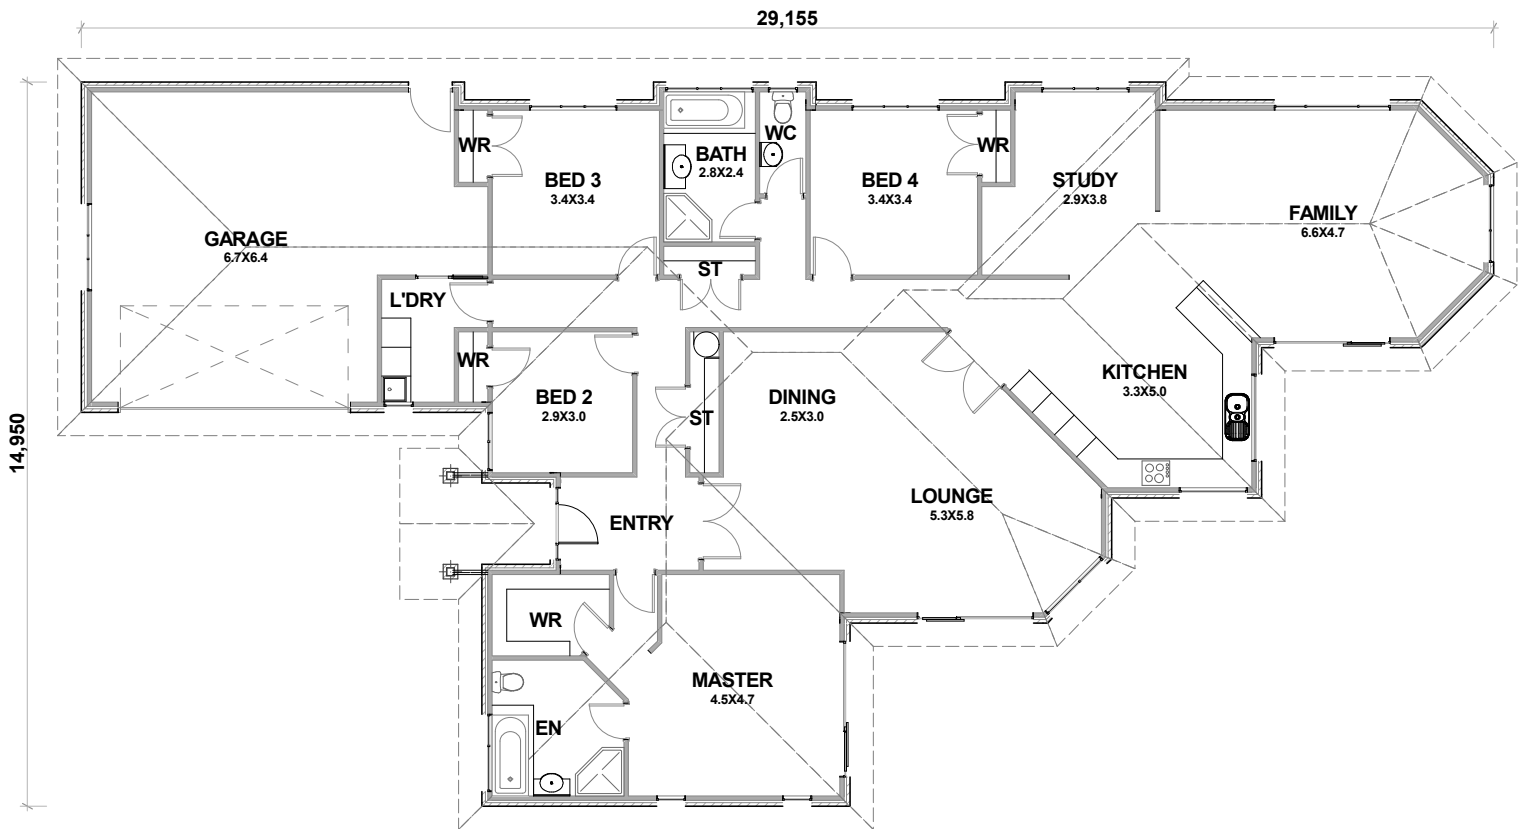 29,155
14,950
GARAGE
6.7X6.4
WR
BED 3
3.4X3.4
BATH
2.8X2.4
WC
BED 4
3.4X3.4
WR
STUDY
2.9X3.8
FAMILY
6.6X4.7
ST
L'DRY
WR
BED 2
2.9X3.0
ST
DINING
2.5X3.0
KITCHEN
3.3X5.0
LOUNGE
5.3X5.8
ENTRY
WR
MASTER
4.5X4.7
EN